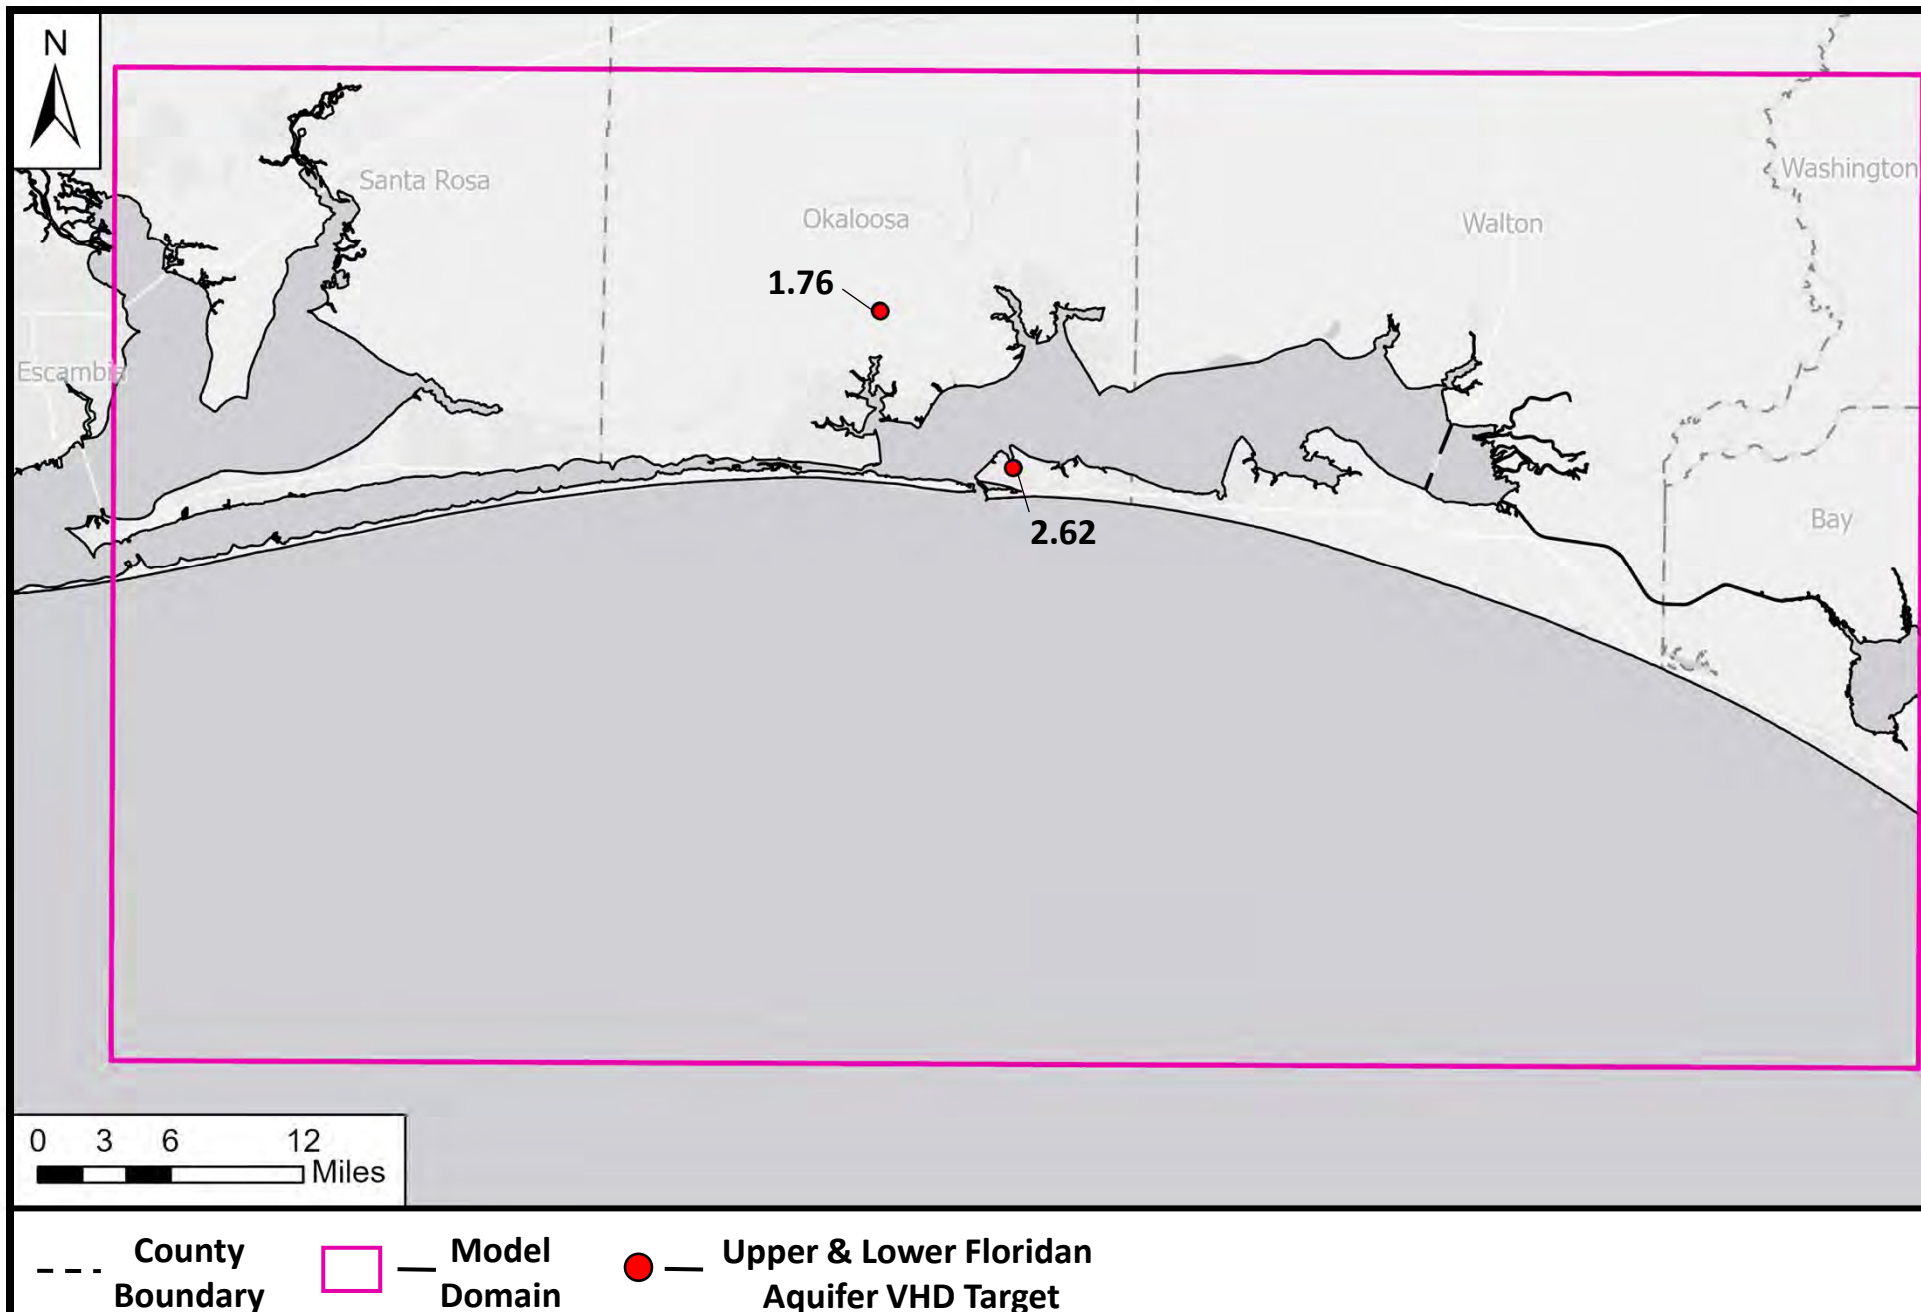 N
Santa Rosa
Okaloosa
Walton
Washington
1.76
Escambia
2.62
Bay
0 3 6 12
Miles
County
Boundary
Model
Domain
Upper & Lower Floridan
Aquifer VHD Target